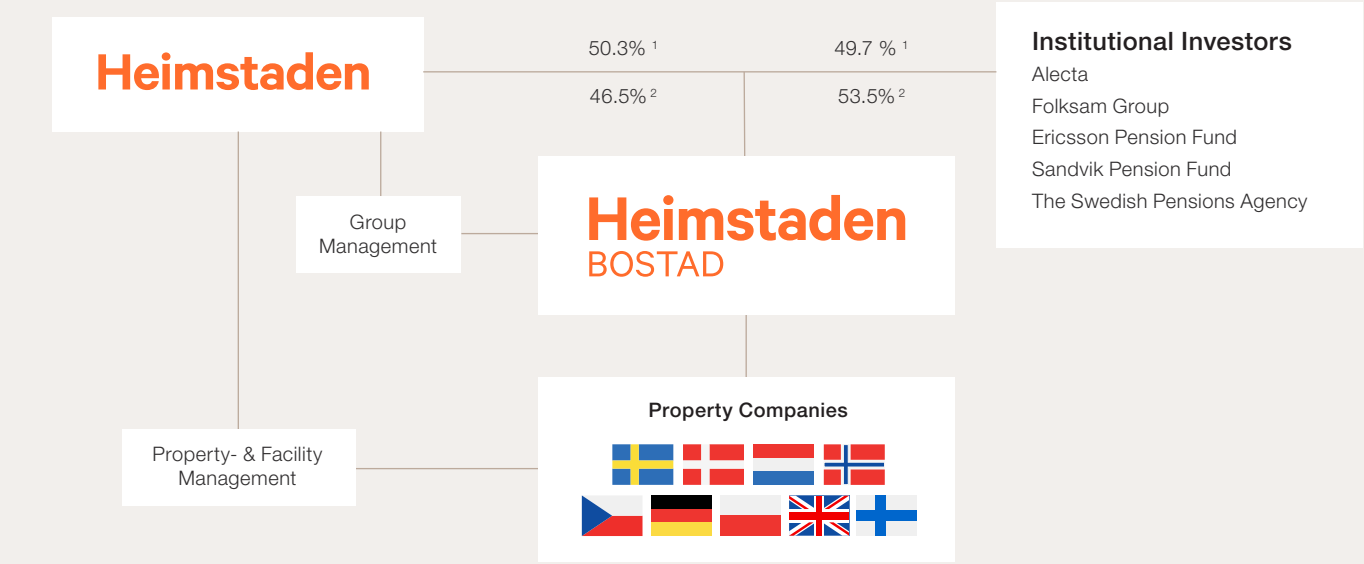 Heimstaden
50.3% 1
49.7 % 1
46.5% 2
53.5% 2
Institutional Investors
Alecta
Folksam Group
Ericsson Pension Fund
Sandvik Pension Fund
The Swedish Pensions Agency
Group
Management
Heimstaden
BOSTAD
Property Companies
Property- & Facility
Management